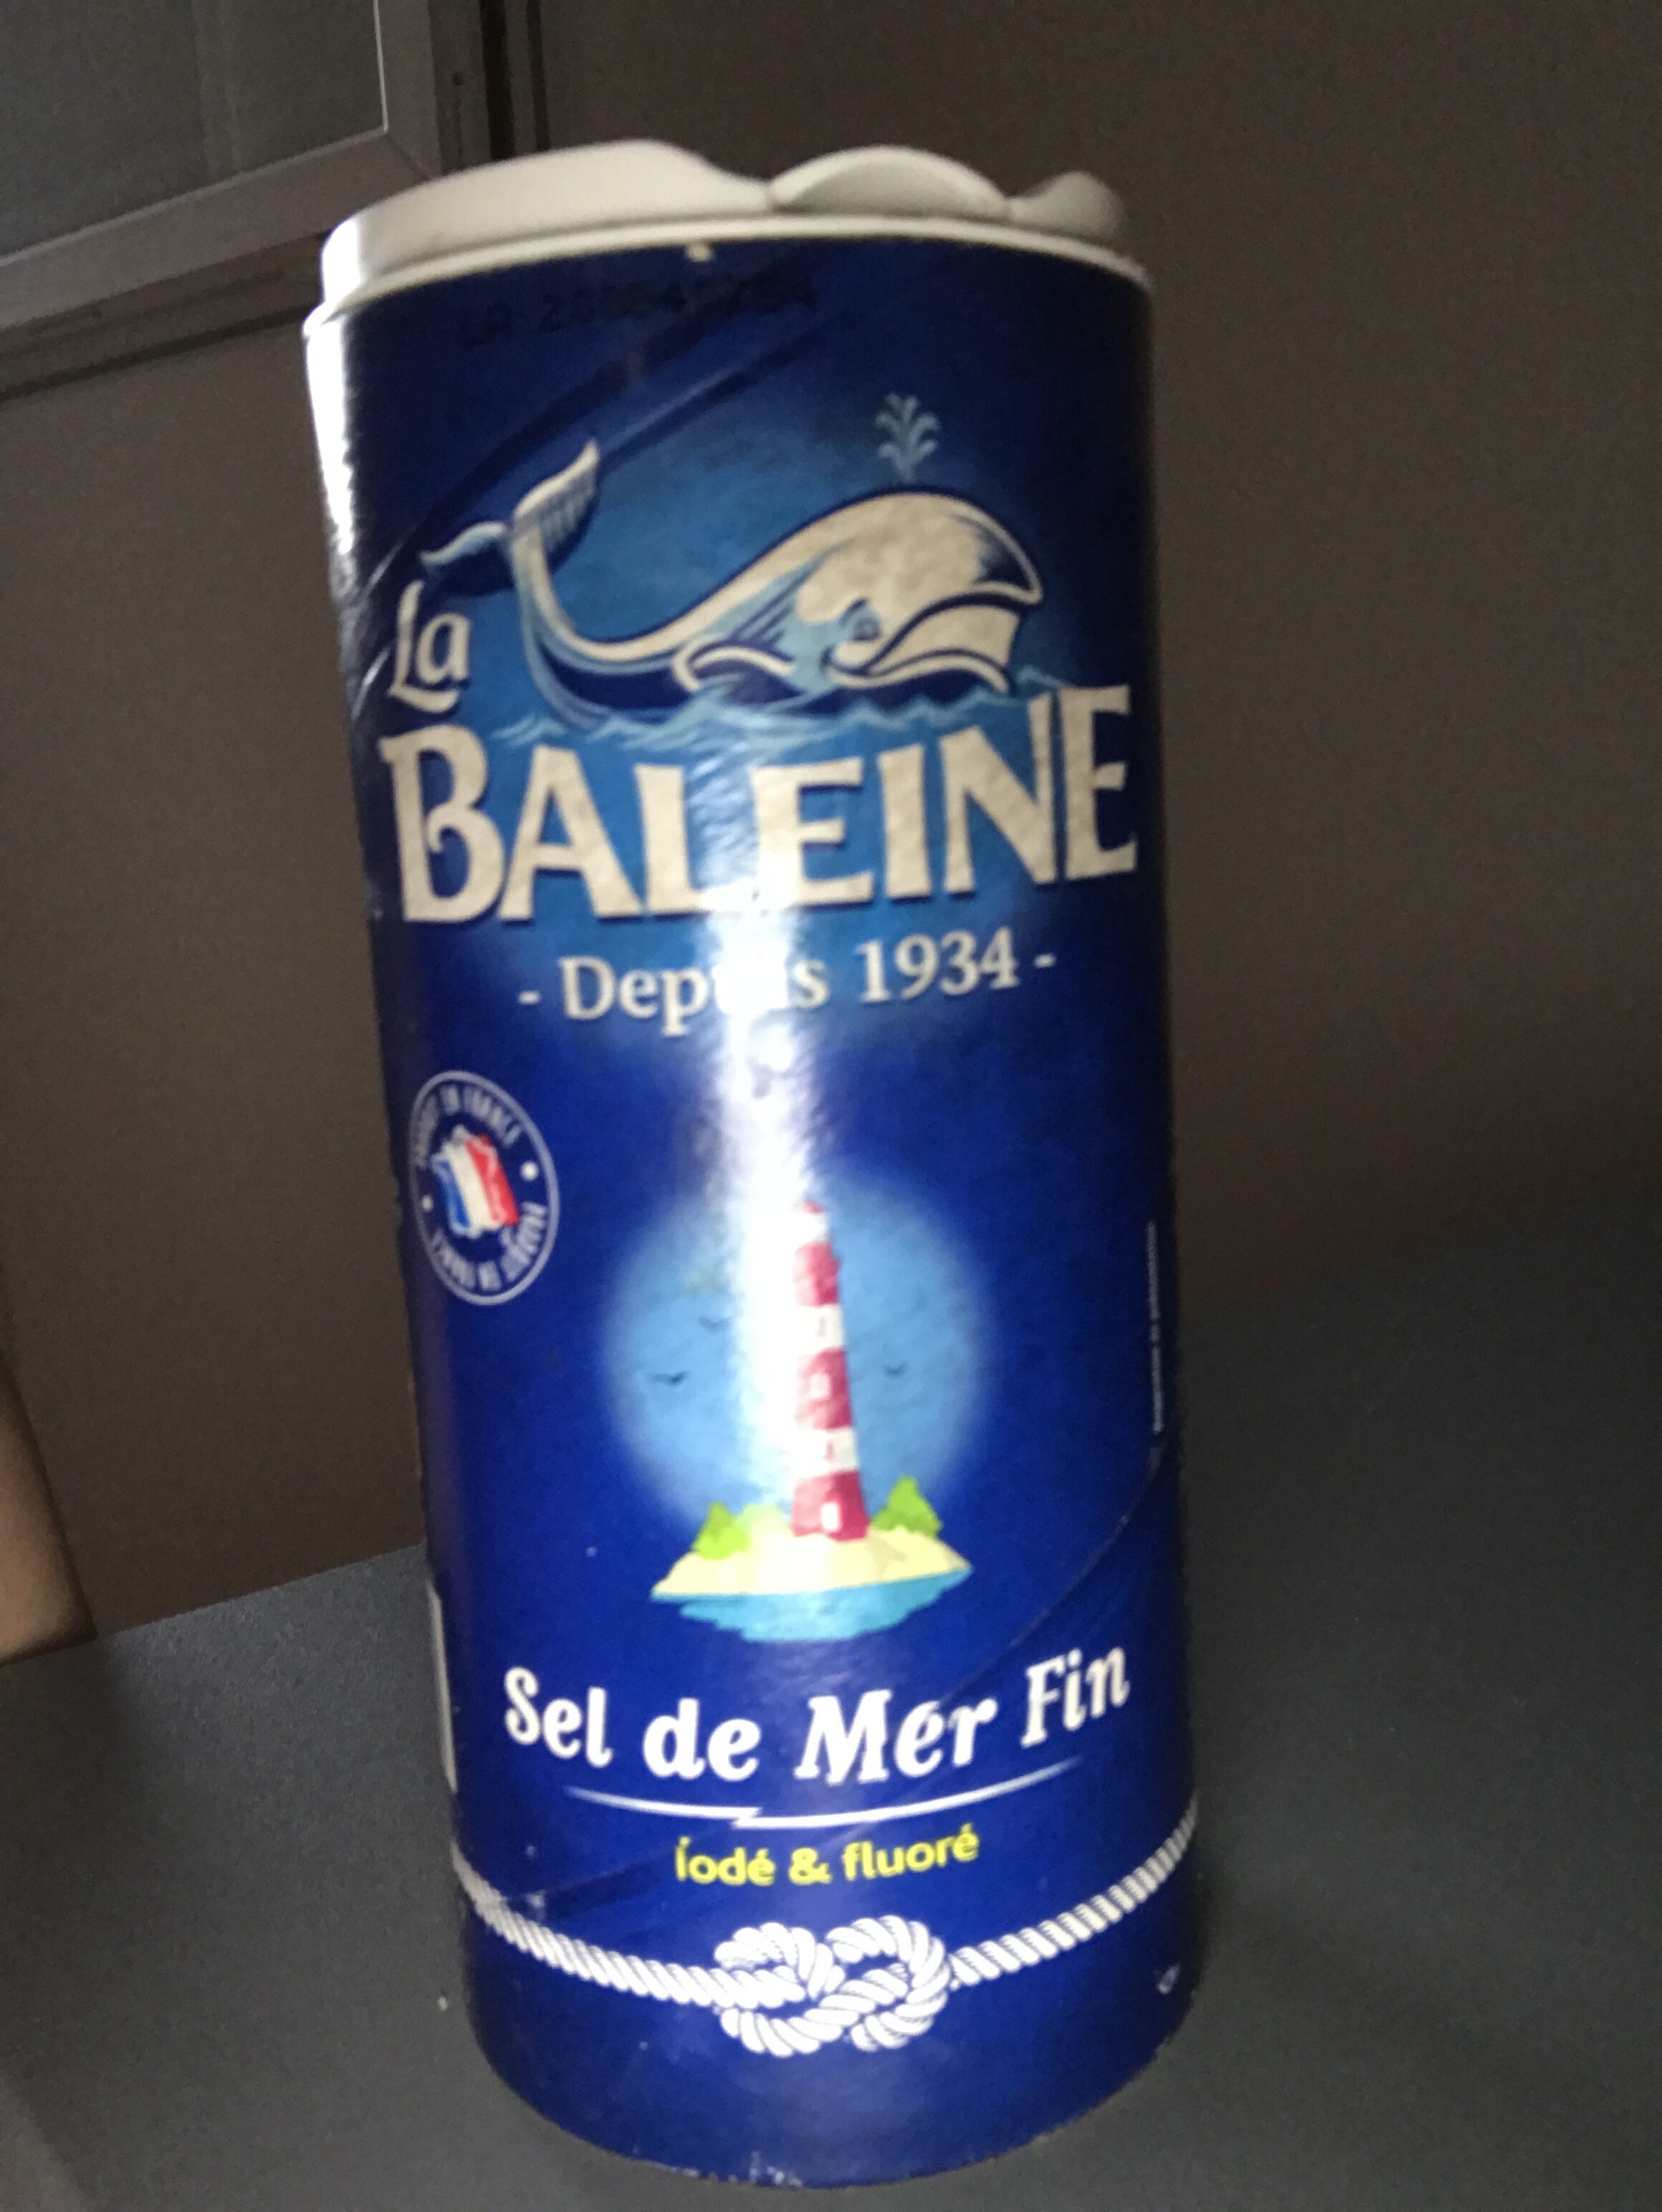 La
BALEINE
- Depuis 1934 -
Sel de Mer Fin
iodé & fluoré